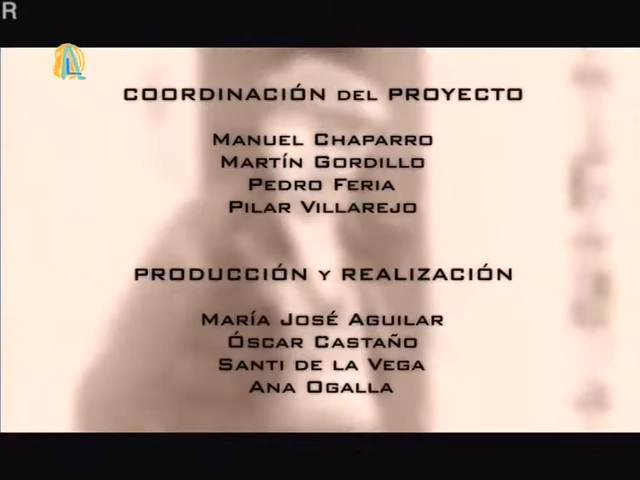 R
COORDINACIÓN DEL PROYECTO
MANUEL CHAPARRO
MARTÍN GORDILLO
PEDRO FERIA
PILAR VILLAREJO
PRODUCCIÓN Y REALIZACIÓN
MARÍA JOSÉ AGUILAR
ÓSCAR CASTAÑO
SANTI DE LA VEGA
ANA OGALLA